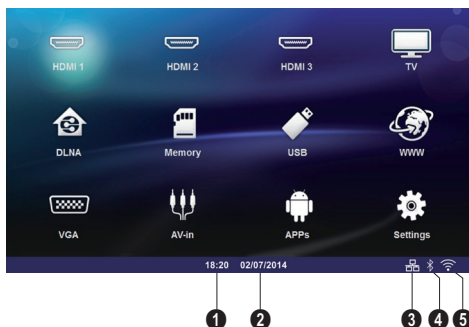 HDMI 1 HDMI 2 HDMI 3 TV
DLNA Memory USB WWW
VGA AV-in APPs Settings
18:20 02/07/2014
1 2 3 4 5